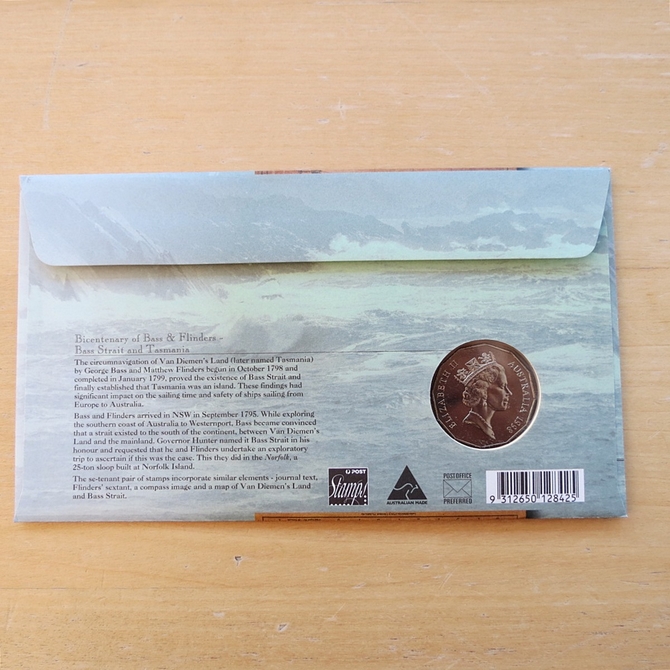 Bicentenary of Bass & Flinders -
Bass Strait and Tasmania
The circumnavigation of Van Diemen's Land (later named Tasmania)
by George Bass and Matthew Flinders begun in October 1798 and
completed in January 1799, proved the existence of Bass Strait and
finally established that Tasmania was an island. These findings had
significant impact on the sailing time and safety of ships sailing from
Europe to Australia.
Bass and Flinders arrived in NSW in September 1795. While exploring
the southern coast of Australia to Westernport, Bass became convinced
that a strait existed to the south of the continent, between Van Diemen's
Land and the mainland. Governor Hunter named it Bass Strait in his
honour and requested that he and Flinders undertake an exploratory
trip to ascertain if this was the case. This they did in the Norfolk, a
25-ton sloop built at Norfolk Island.
The se-tenant pair of stamps incorporate similar elements - journal text,
Flinders' sextant, a compass image and a map of Van Diemen's Land
and Bass Strait.
ELIZABETH II AUSTRALIA 1998
POST
Stamps
AUSTRALIAN MADE
POST OFFICE
PREFERRED
9 312650 128425